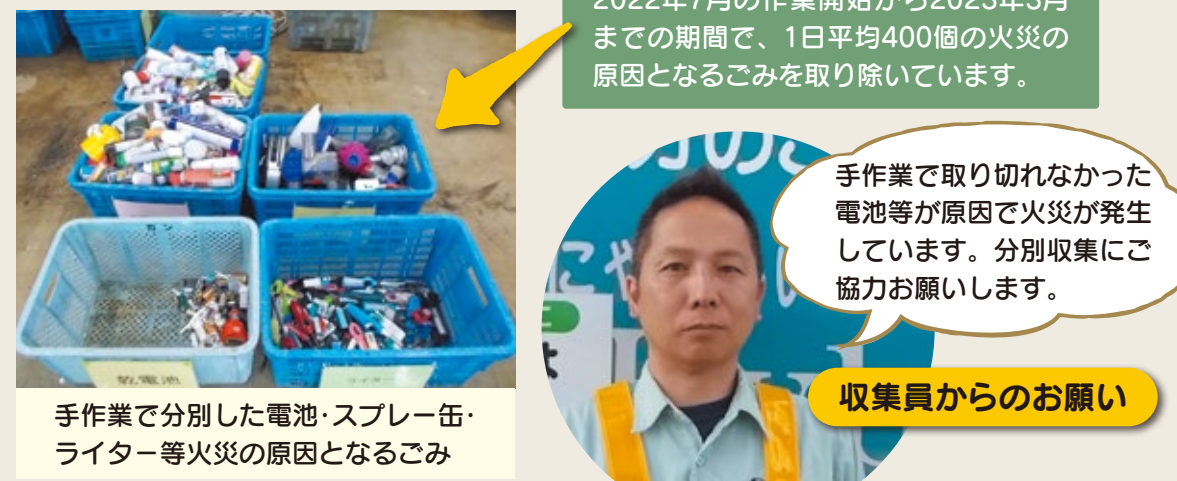 2022年7月の作業開始から2023年3月
までの期間で、1日平均400個の火災の
原因となるごみを取り除いています。
手作業で取り切れなかった
電池等が原因で火災が発生
しています。分別収集にご
協力お願いします。
収集員からのお願い
乾電池
ライター
手作業で分別した電池･スプレー缶･
ライター等火災の原因となるごみ